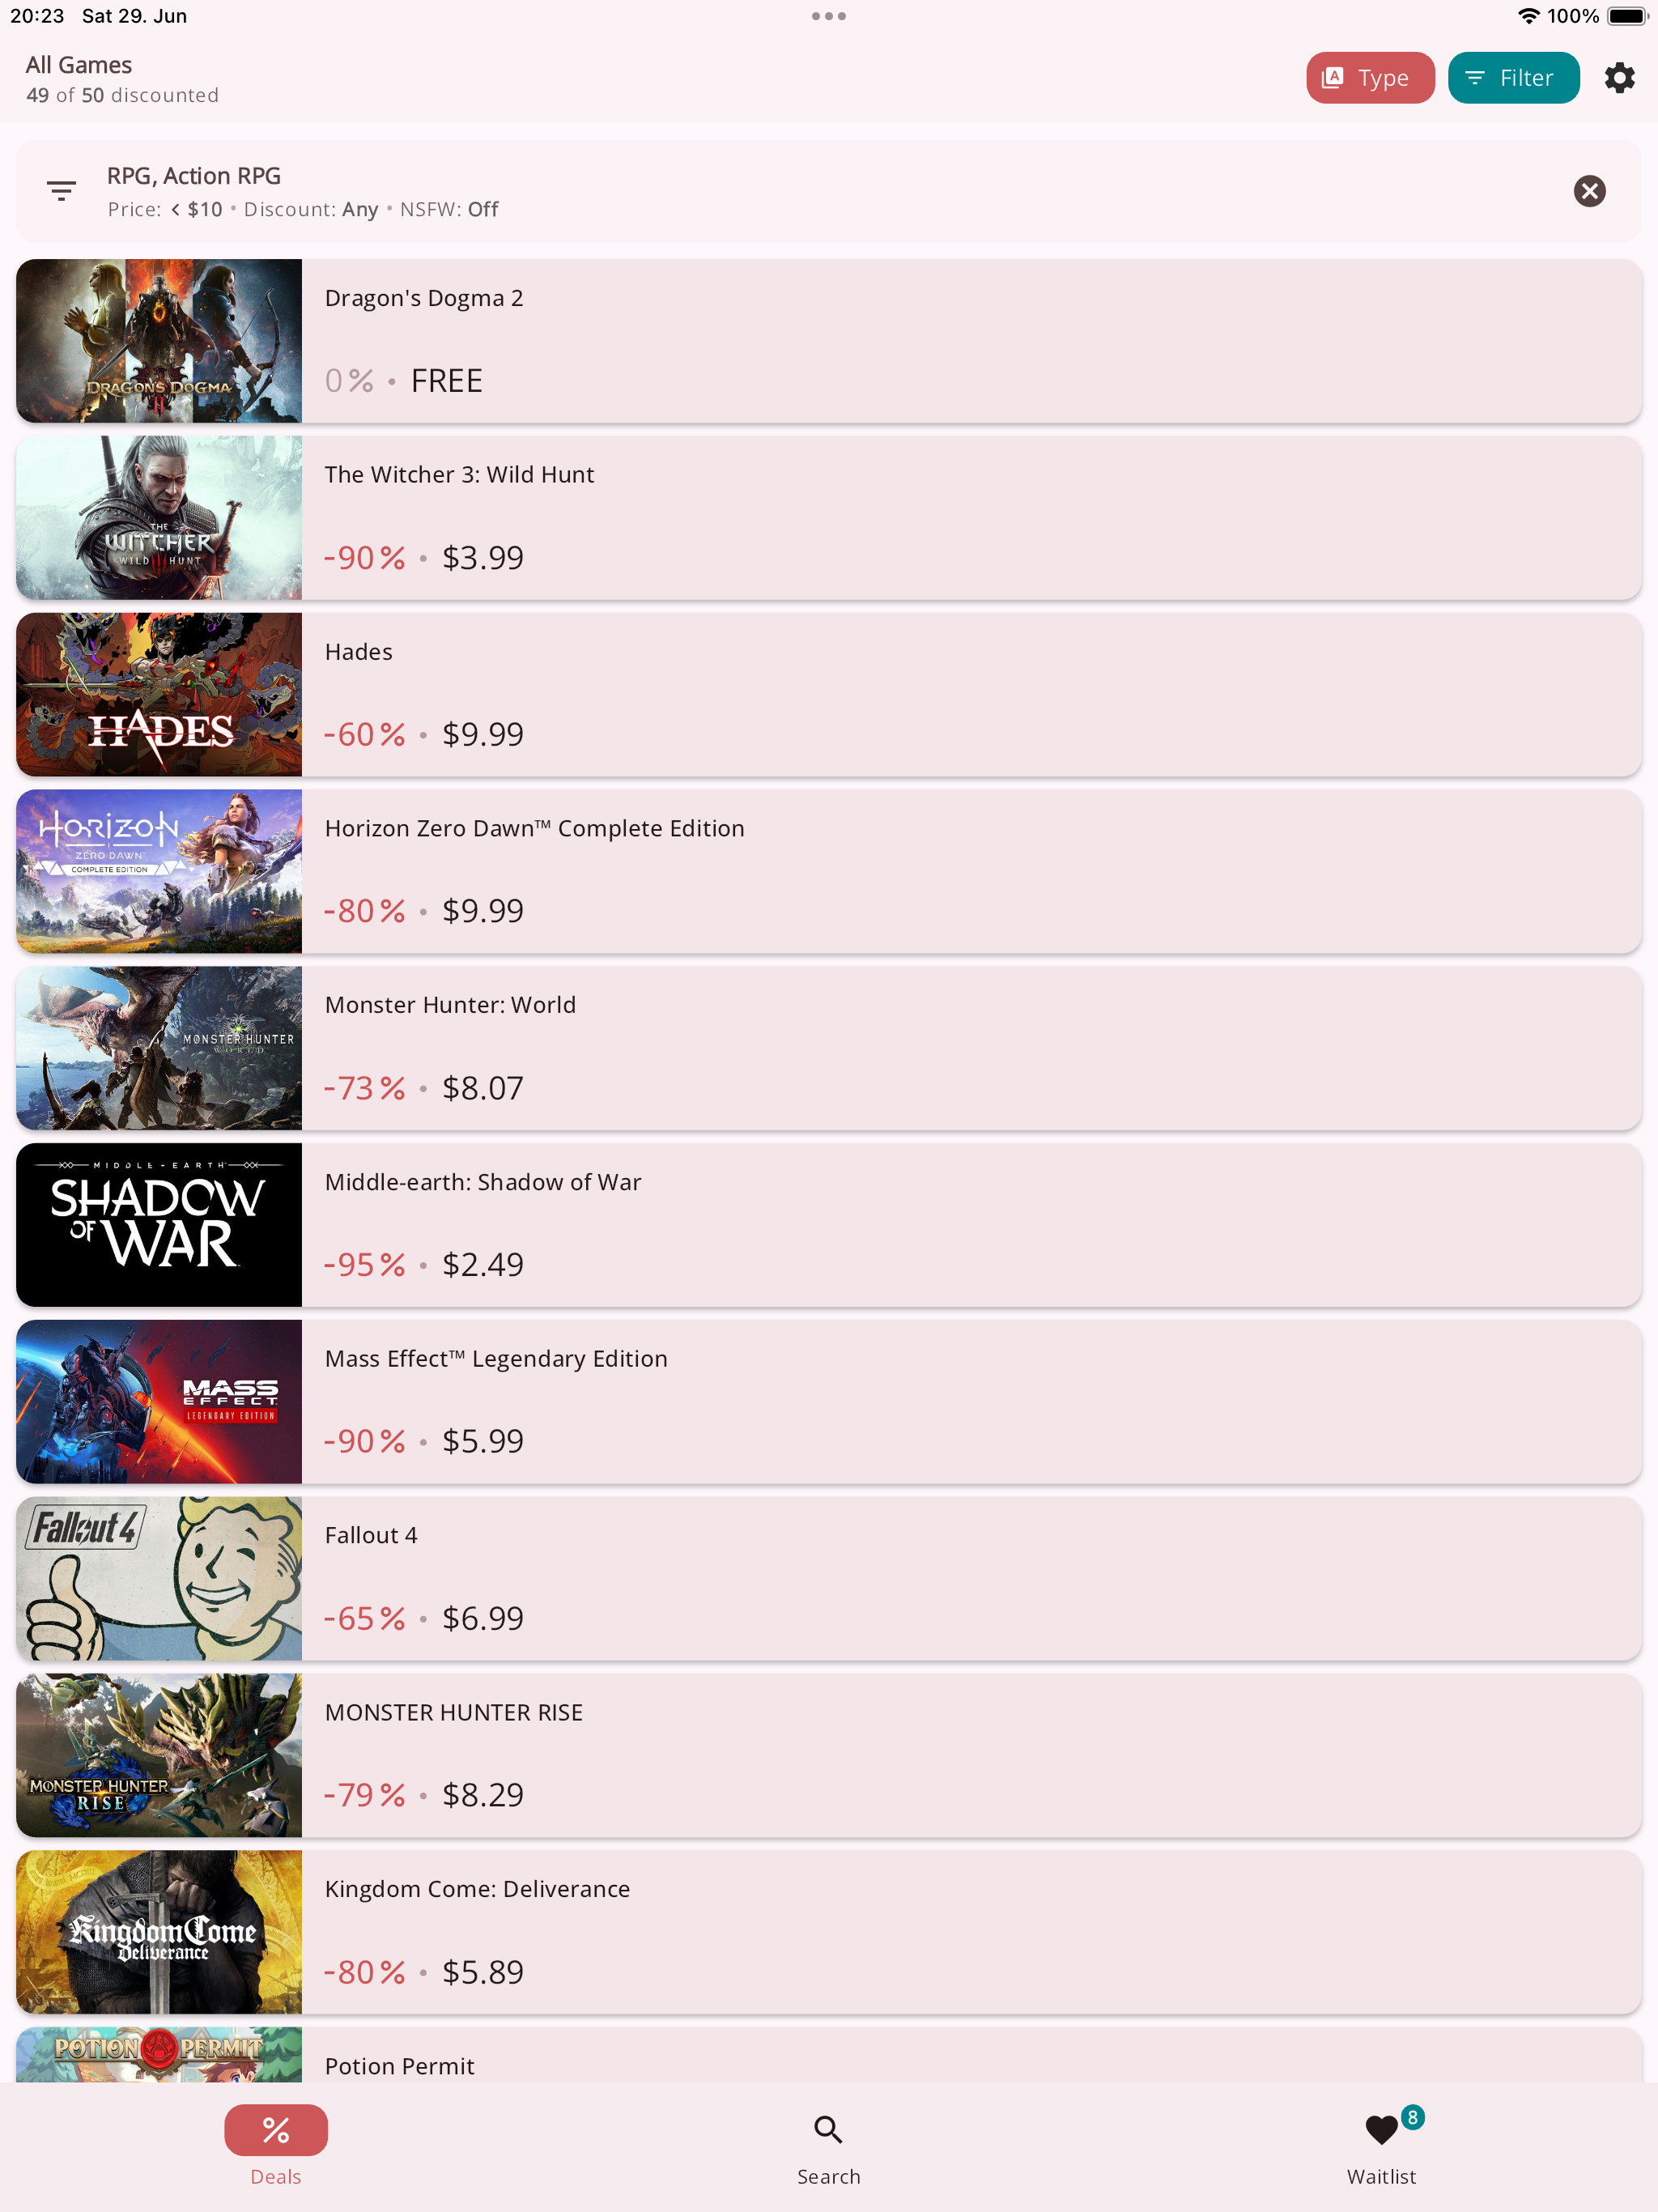 20:23 Sat 29. Jun
100%
All Games
49 of 50 discounted
Type
Filter
RPG, Action RPG
Price: < $10 • Discount: Any • NSFW: Off
DRAGON'S DOGMA
II
Dragon's Dogma 2
0% • FREE
THE
WITCHER
WILD HUNT
The Witcher 3: Wild Hunt
-90% • $3.99
HADES
Hades
-60% • $9.99
HORIZON
ZERO DAWN
COMPLETE EDITION
Horizon Zero Dawn™ Complete Edition
-80% • $9.99
MONSTER HUNTER
WORLD
Monster Hunter: World
-73% • $8.07
MIDDLE-EARTH
SHADOW
OF WAR
Middle-earth: Shadow of War
-95% • $2.49
MASS
EFFECT
LEGENDARY EDITION
Mass Effect™ Legendary Edition
-90% • $5.99
Fallout 4
Fallout 4
-65% • $6.99
MONSTER HUNTER
RISE
MONSTER HUNTER RISE
-79% • $8.29
Kingdom Come
Deliverance
Kingdom Come: Deliverance
-80% • $5.89
POTION PERMIT
Potion Permit
8
Deals
Search
Waitlist